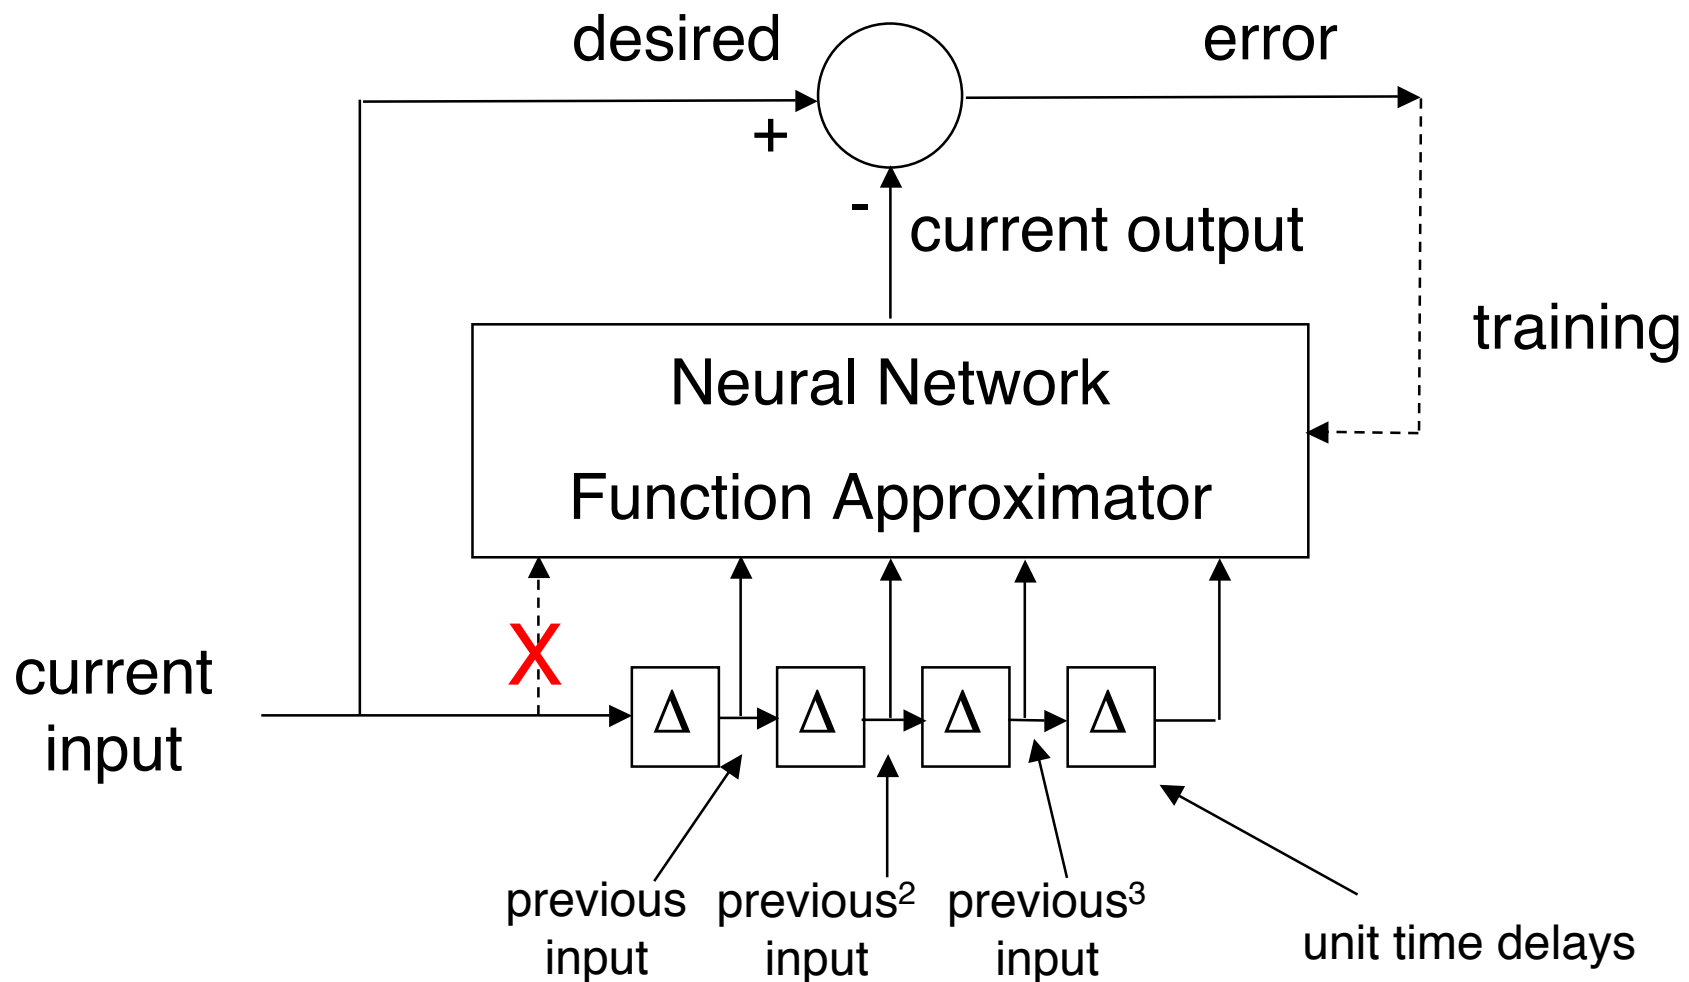 desired
error
+
-
current output
training
Neural Network
Function Approximator
X
current
input
Δ Δ Δ Δ
previous
input
previous²
input
previous³
input
unit time delays